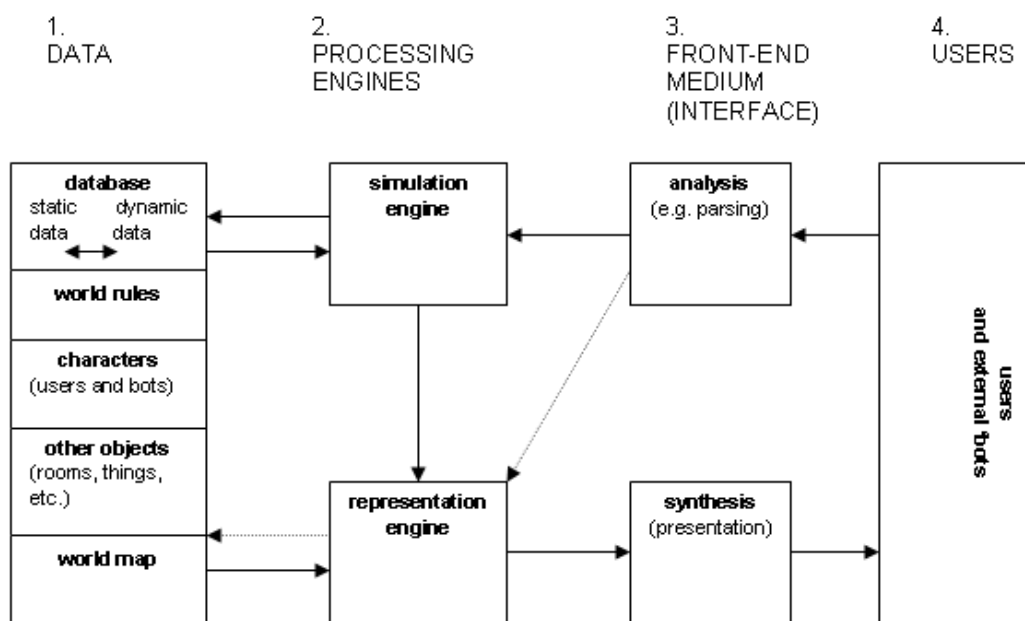 1.
DATA
2.
PROCESSING
ENGINES
3.
FRONT-END
MEDIUM
(INTERFACE)
4.
USERS
database
static dynamic
data data
world rules
characters
(users and bots)
other objects
(rooms, things,
etc.)
world map
simulation
engine
representation
engine
analysis
(e.g. parsing)
synthesis
(presentation)
users
and external 'bots